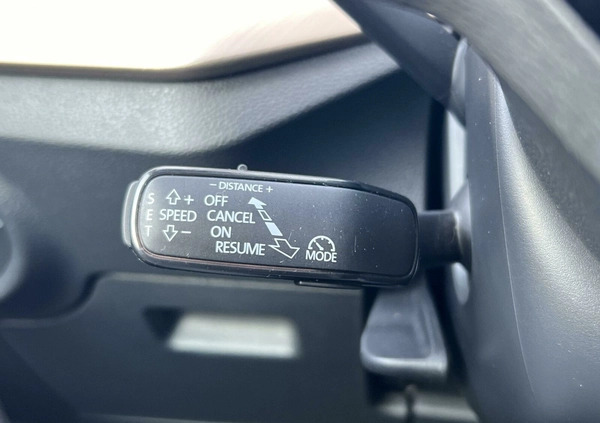 - DISTANCE +
S + OFF
E SPEED CANCEL
T - ON
RESUME
MODE